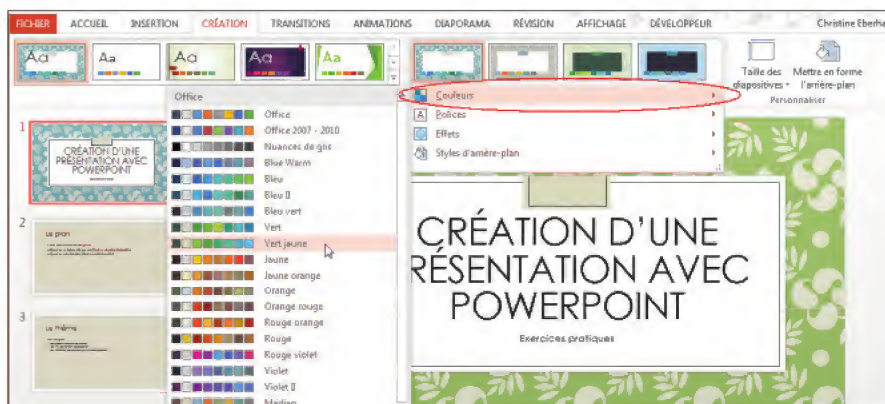 FICHIER ACCUEIL INSERTION CRÉATION TRANSITIONS ANIMATIONS DIAPORAMA RÉVISION AFFICHAGE DÉVELOPPEUR Christine Eberha
Aa Aa Aa Aa Aa
Taille des diapositives
Mettre en forme l'arrière-plan
Personnaliser
Couleurs
Polices
Effets
Styles d'arrière-plan
Office
Office
Office 2007 - 2010
Nuances de gris
Blue Warm
Bleu
Bleu II
Bleu vert
Vert
Vert jaune
Jaune
Jaune orange
Orange
Orange rouge
Rouge orange
Rouge
Rouge violet
Violet
Violet II
Médian
1
CRÉATION D'UNE
PRÉSENTATION AVEC
POWERPOINT
2
Le plan
3
Le thème
CRÉATION D'UNE
RÉSENTATION AVEC
POWERPOINT
Exercices pratiques